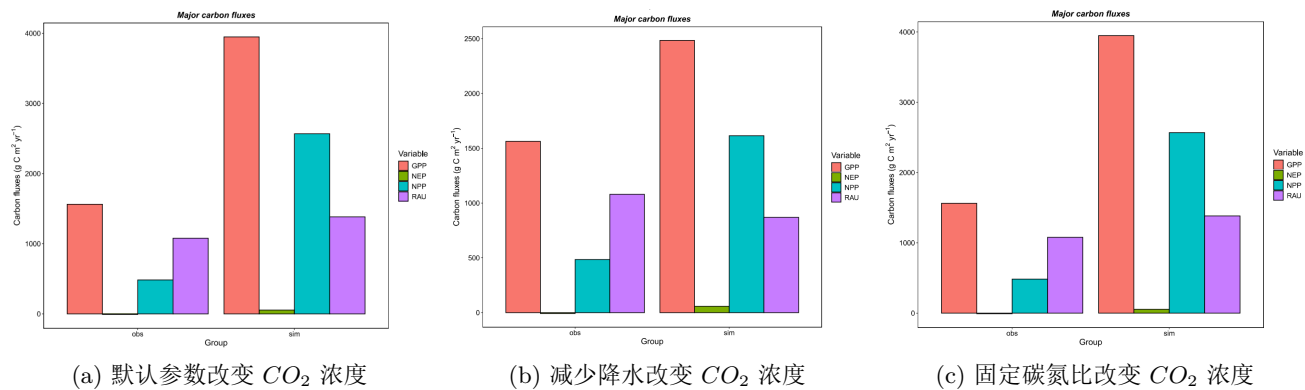 Major carbon fluxes
4000
3000
2000
1000
0
Carbon fluxes (g C m² yr⁻¹)
obs
sim
Group
Variable
GPP
NEP
NPP
RAU
(a) 默认参数改变 CO₂ 浓度
Major carbon fluxes
2500
2000
1500
1000
500
0
Carbon fluxes (g C m² yr⁻¹)
obs
sim
Group
Variable
GPP
NEP
NPP
RAU
(b) 减少降水改变 CO₂ 浓度
Major carbon fluxes
4000
3000
2000
1000
0
Carbon fluxes (g C m² yr⁻¹)
obs
sim
Group
Variable
GPP
NEP
NPP
RAU
(c) 固定碳氮比改变 CO₂ 浓度